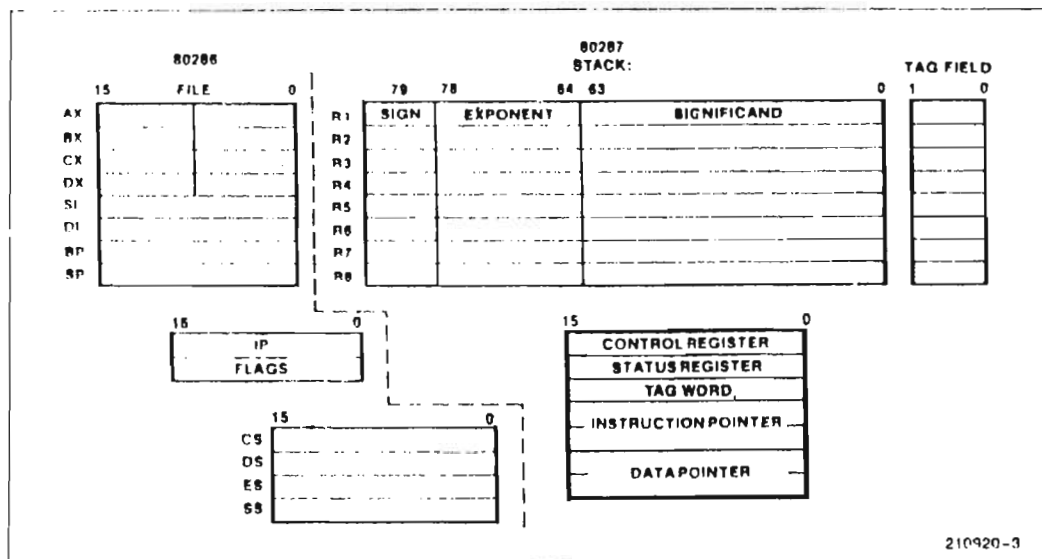 80286
FILE
15 0
AX
BX
CX
DX
SI
DI
BP
SP
80287
STACK:
79 78 64 63 0
SIGN EXPONENT SIGNIFICAND
R1
R2
R3
R4
R5
R6
R7
R8
TAG FIELD
1 0
15 0
IP
FLAGS
15 0
CS
DS
ES
SS
15 0
CONTROL REGISTER
STATUS REGISTER
TAG WORD
INSTRUCTION POINTER
DATA POINTER
210920-3